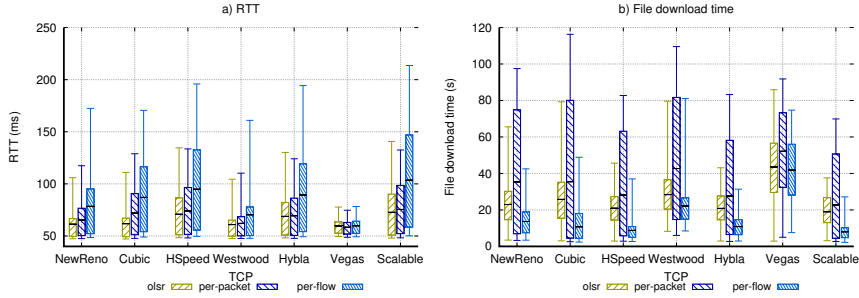 a) RTT
250
200
150
100
50
RTT (ms)
NewReno Cubic HSpeed Westwood Hybla Vegas Scalable
TCP
olsr per-packet per-flow
b) File download time
120
100
80
60
40
20
0
File download time (s)
NewReno Cubic HSpeed Westwood Hybla Vegas Scalable
TCP
olsr per-packet per-flow